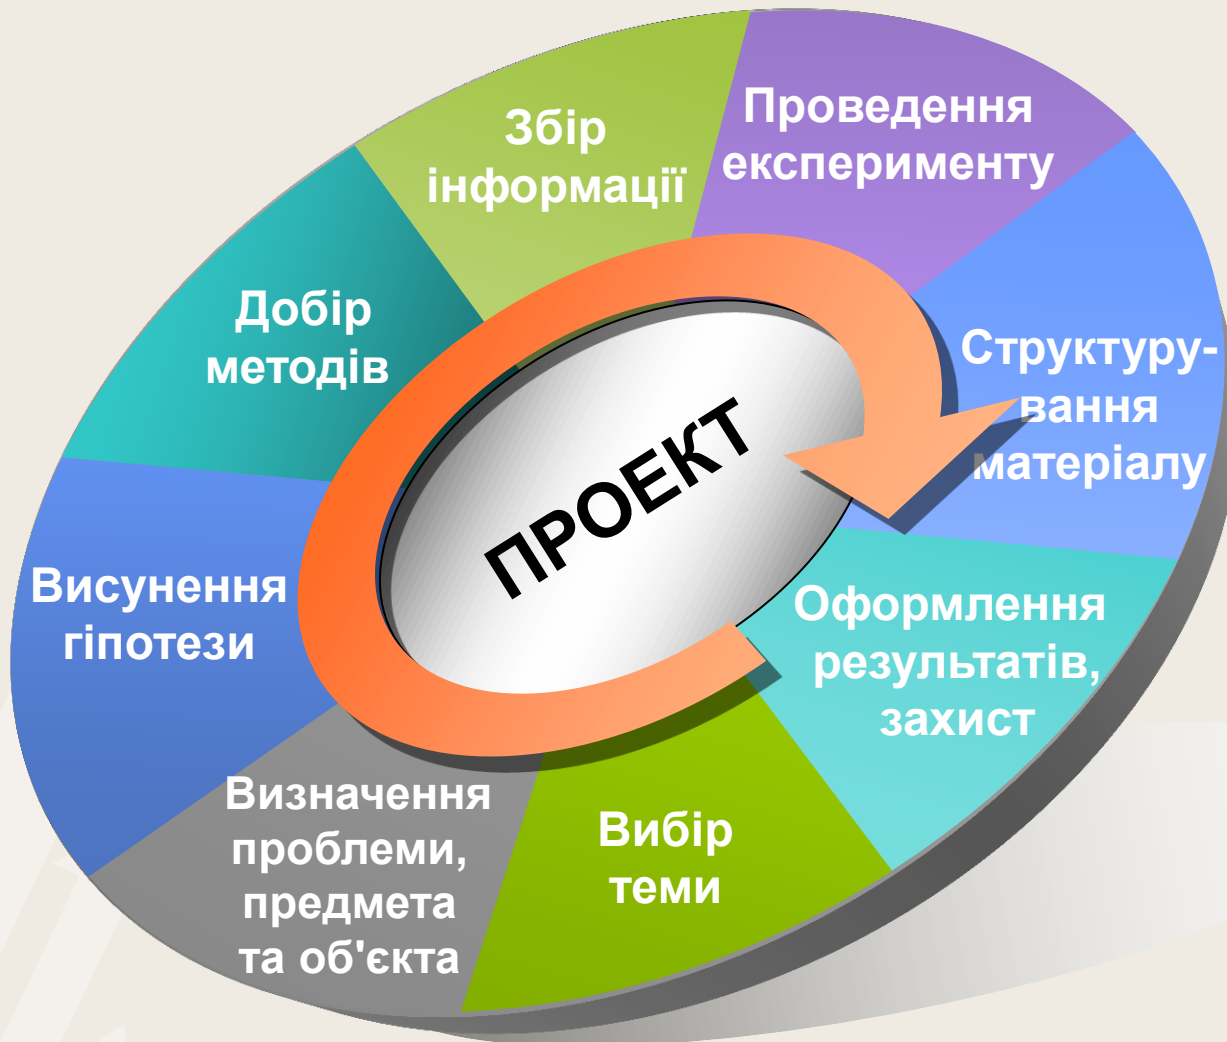 Збір
інформації
Проведення
експерименту
Добір
методів
Структуру-
вання
матеріалу
ПРОЕКТ
Висунення
гіпотези
Оформлення
результатів,
захист
Визначення
проблеми,
предмета
та об'єкта
Вибір
теми